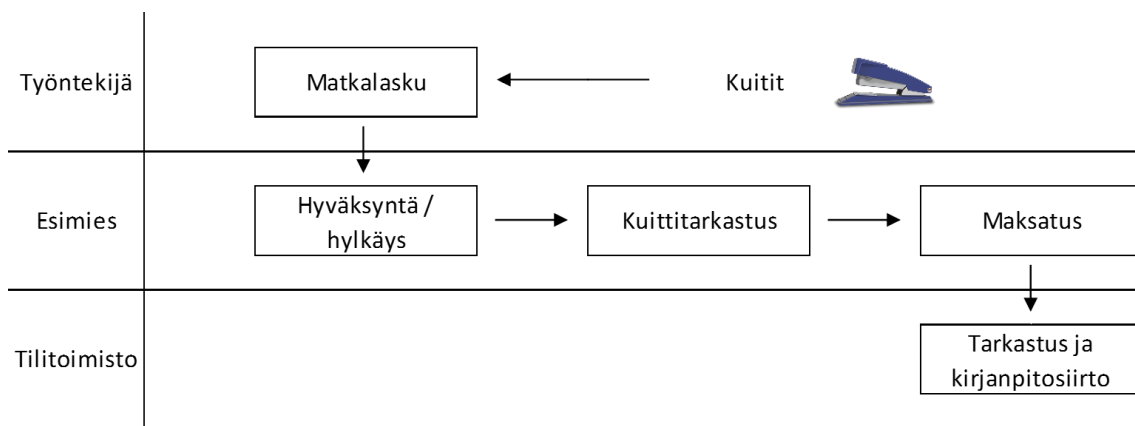 Työntekijä
Matkalasku
Kuitit
Esimies
Hyväksyntä /
hylkäys
Kuittitarkastus
Maksatus
Tilitoimisto
Tarkastus ja
kirjanpitosiirto